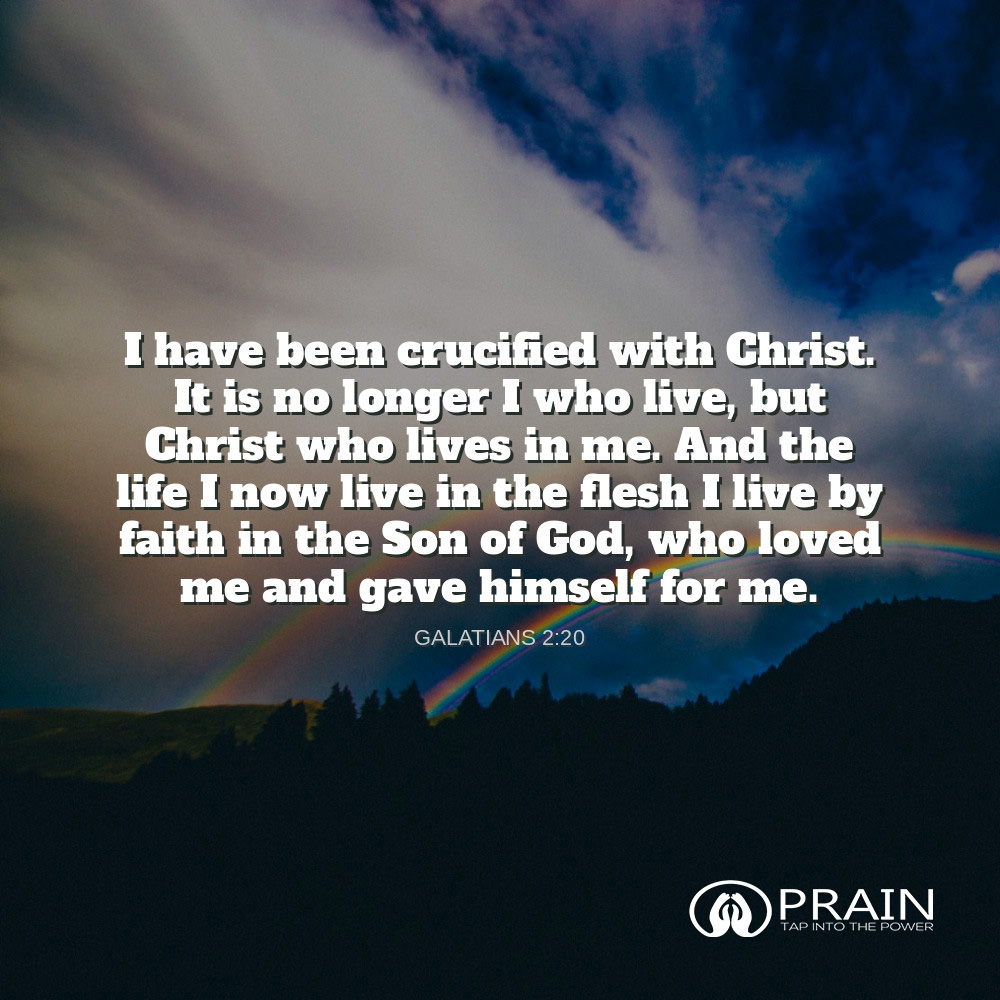 I have been crucified with Christ.
It is no longer I who live, but
Christ who lives in me. And the
life I now live in the flesh I live by
faith in the Son of God, who loved
me and gave himself for me.
GALATIANS 2:20
PRAIN
TAP INTO THE POWER